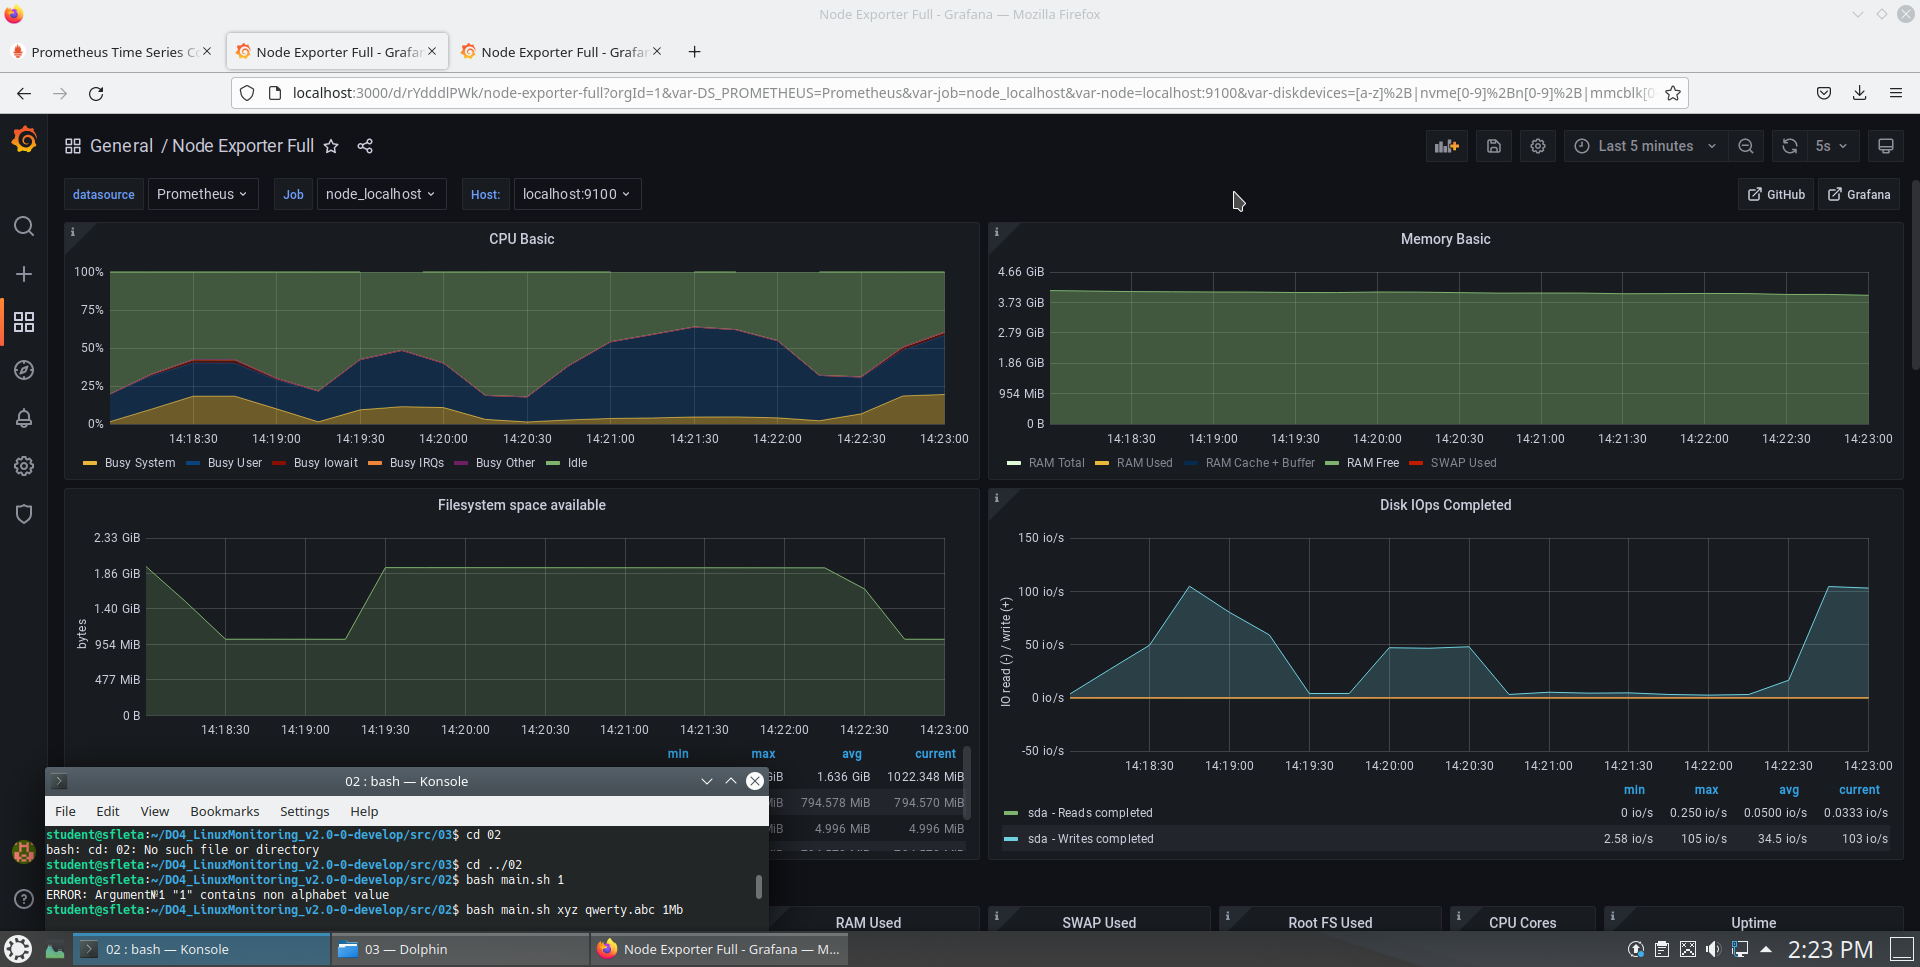 Node Exporter Full - Grafana — Mozilla Firefox
Prometheus Time Series
Node Exporter Full - Grafa
Node Exporter Full - Grafa
localhost:3000/d/rYdddlPWk/node-exporter-full?orgId=1&var-DS_PROMETHEUS=Prometheus&var-job=node_localhost&var-node=localhost:9100&var-diskdevices=[a-z]%2B|nvme[0-9]%2Bn[0-9]%2B|mmcblk[0
General / Node Exporter Full
Last 5 minutes
5s
datasource Prometheus Job node_localhost Host: localhost:9100
GitHub Grafana
CPU Basic
100%
75%
50%
25%
0%
14:18:30 14:19:00 14:19:30 14:20:00 14:20:30 14:21:00 14:21:30 14:22:00 14:22:30 14:23:00
Busy System Busy User Busy Iowait Busy IRQs Busy Other Idle
Memory Basic
4.66 GiB
3.73 GiB
2.79 GiB
1.86 GiB
954 MiB
0 B
14:18:30 14:19:00 14:19:30 14:20:00 14:20:30 14:21:00 14:21:30 14:22:00 14:22:30 14:23:00
RAM Total RAM Used RAM Cache + Buffer RAM Free SWAP Used
Filesystem space available
bytes
2.33 GiB
1.86 GiB
1.40 GiB
954 MiB
477 MiB
0 B
14:18:30 14:19:00 14:19:30 14:20:00 14:20:30 14:21:00 14:21:30 14:22:00 14:22:30 14:23:00
min max avg current
GiB 1.636 GiB 1022.348 MiB
MiB 794.578 MiB 794.570 MiB
MiB 4.996 MiB 4.996 MiB
Disk IOps Completed
IO read (-) / write (+)
150 io/s
100 io/s
50 io/s
0 io/s
-50 io/s
14:18:30 14:19:00 14:19:30 14:20:00 14:20:30 14:21:00 14:21:30 14:22:00 14:22:30 14:23:00
min max avg current
sda - Reads completed 0 io/s 0.250 io/s 0.0500 io/s 0.0333 io/s
sda - Writes completed 2.58 io/s 105 io/s 34.5 io/s 103 io/s
02 : bash — Konsole
File Edit View Bookmarks Settings Help
student@sfleta:~/DO4_LinuxMonitoring_v2.0-0-develop/src/03$ cd 02
bash: cd: 02: No such file or directory
student@sfleta:~/DO4_LinuxMonitoring_v2.0-0-develop/src/03$ cd ../02
student@sfleta:~/DO4_LinuxMonitoring_v2.0-0-develop/src/02$ bash main.sh 1
ERROR: Argument№1 "1" contains non alphabet value
student@sfleta:~/DO4_LinuxMonitoring_v2.0-0-develop/src/02$ bash main.sh xyz qwerty.abc 1Mb
RAM Used SWAP Used Root FS Used CPU Cores Uptime
02 : bash — Konsole
03 — Dolphin
Node Exporter Full - Grafana — M...
2:23 PM